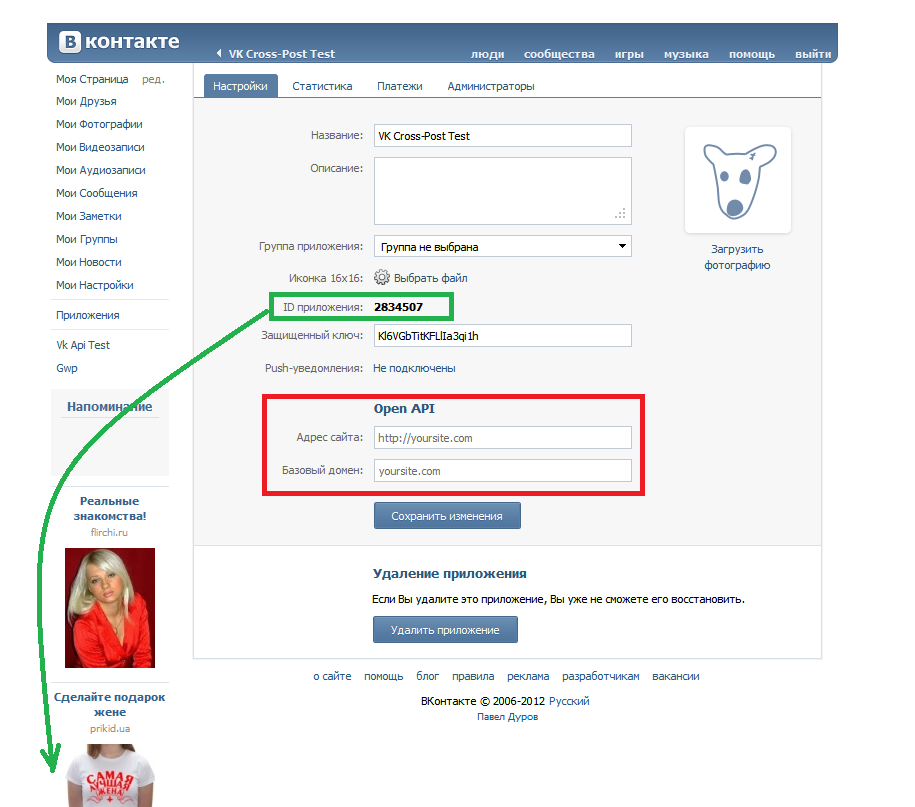 В контакте
VK Cross-Post Test
люди сообщества игры музыка помощь выйти
Моя Страница ред.
Мои Друзья
Мои Фотографии
Мои Видеозаписи
Мои Аудиозаписи
Мои Сообщения
Мои Заметки
Мои Группы
Мои Новости
Мои Настройки
Приложения
Vk Api Test
Gwp
Напоминание
Реальные
знакомства!
flirchi.ru
Сделайте подарок
жене
prikid.ua
САМАЯ
ЛУЧШАЯ
ЖЕНА!
Настройки Статистика Платежи Администраторы
Название: VK Cross-Post Test
Описание:
Группа приложения: Группа не выбрана
Иконка 16x16: Выбрать файл
ID приложения: 2834507
Защищенный ключ: Kl6VGbTitKFLlIa3qi1h
Push-уведомления: Не подключены
Open API
Адрес сайта: http://yoursite.com
Базовый домен: yoursite.com
Сохранить изменения
Загрузить
фотографию
Удаление приложения
Если Вы удалите это приложение, Вы уже не сможете его восстановить.
Удалить приложение
о сайте помощь блог правила реклама разработчикам вакансии
ВКонтакте © 2006-2012 Русский
Павел Дуров